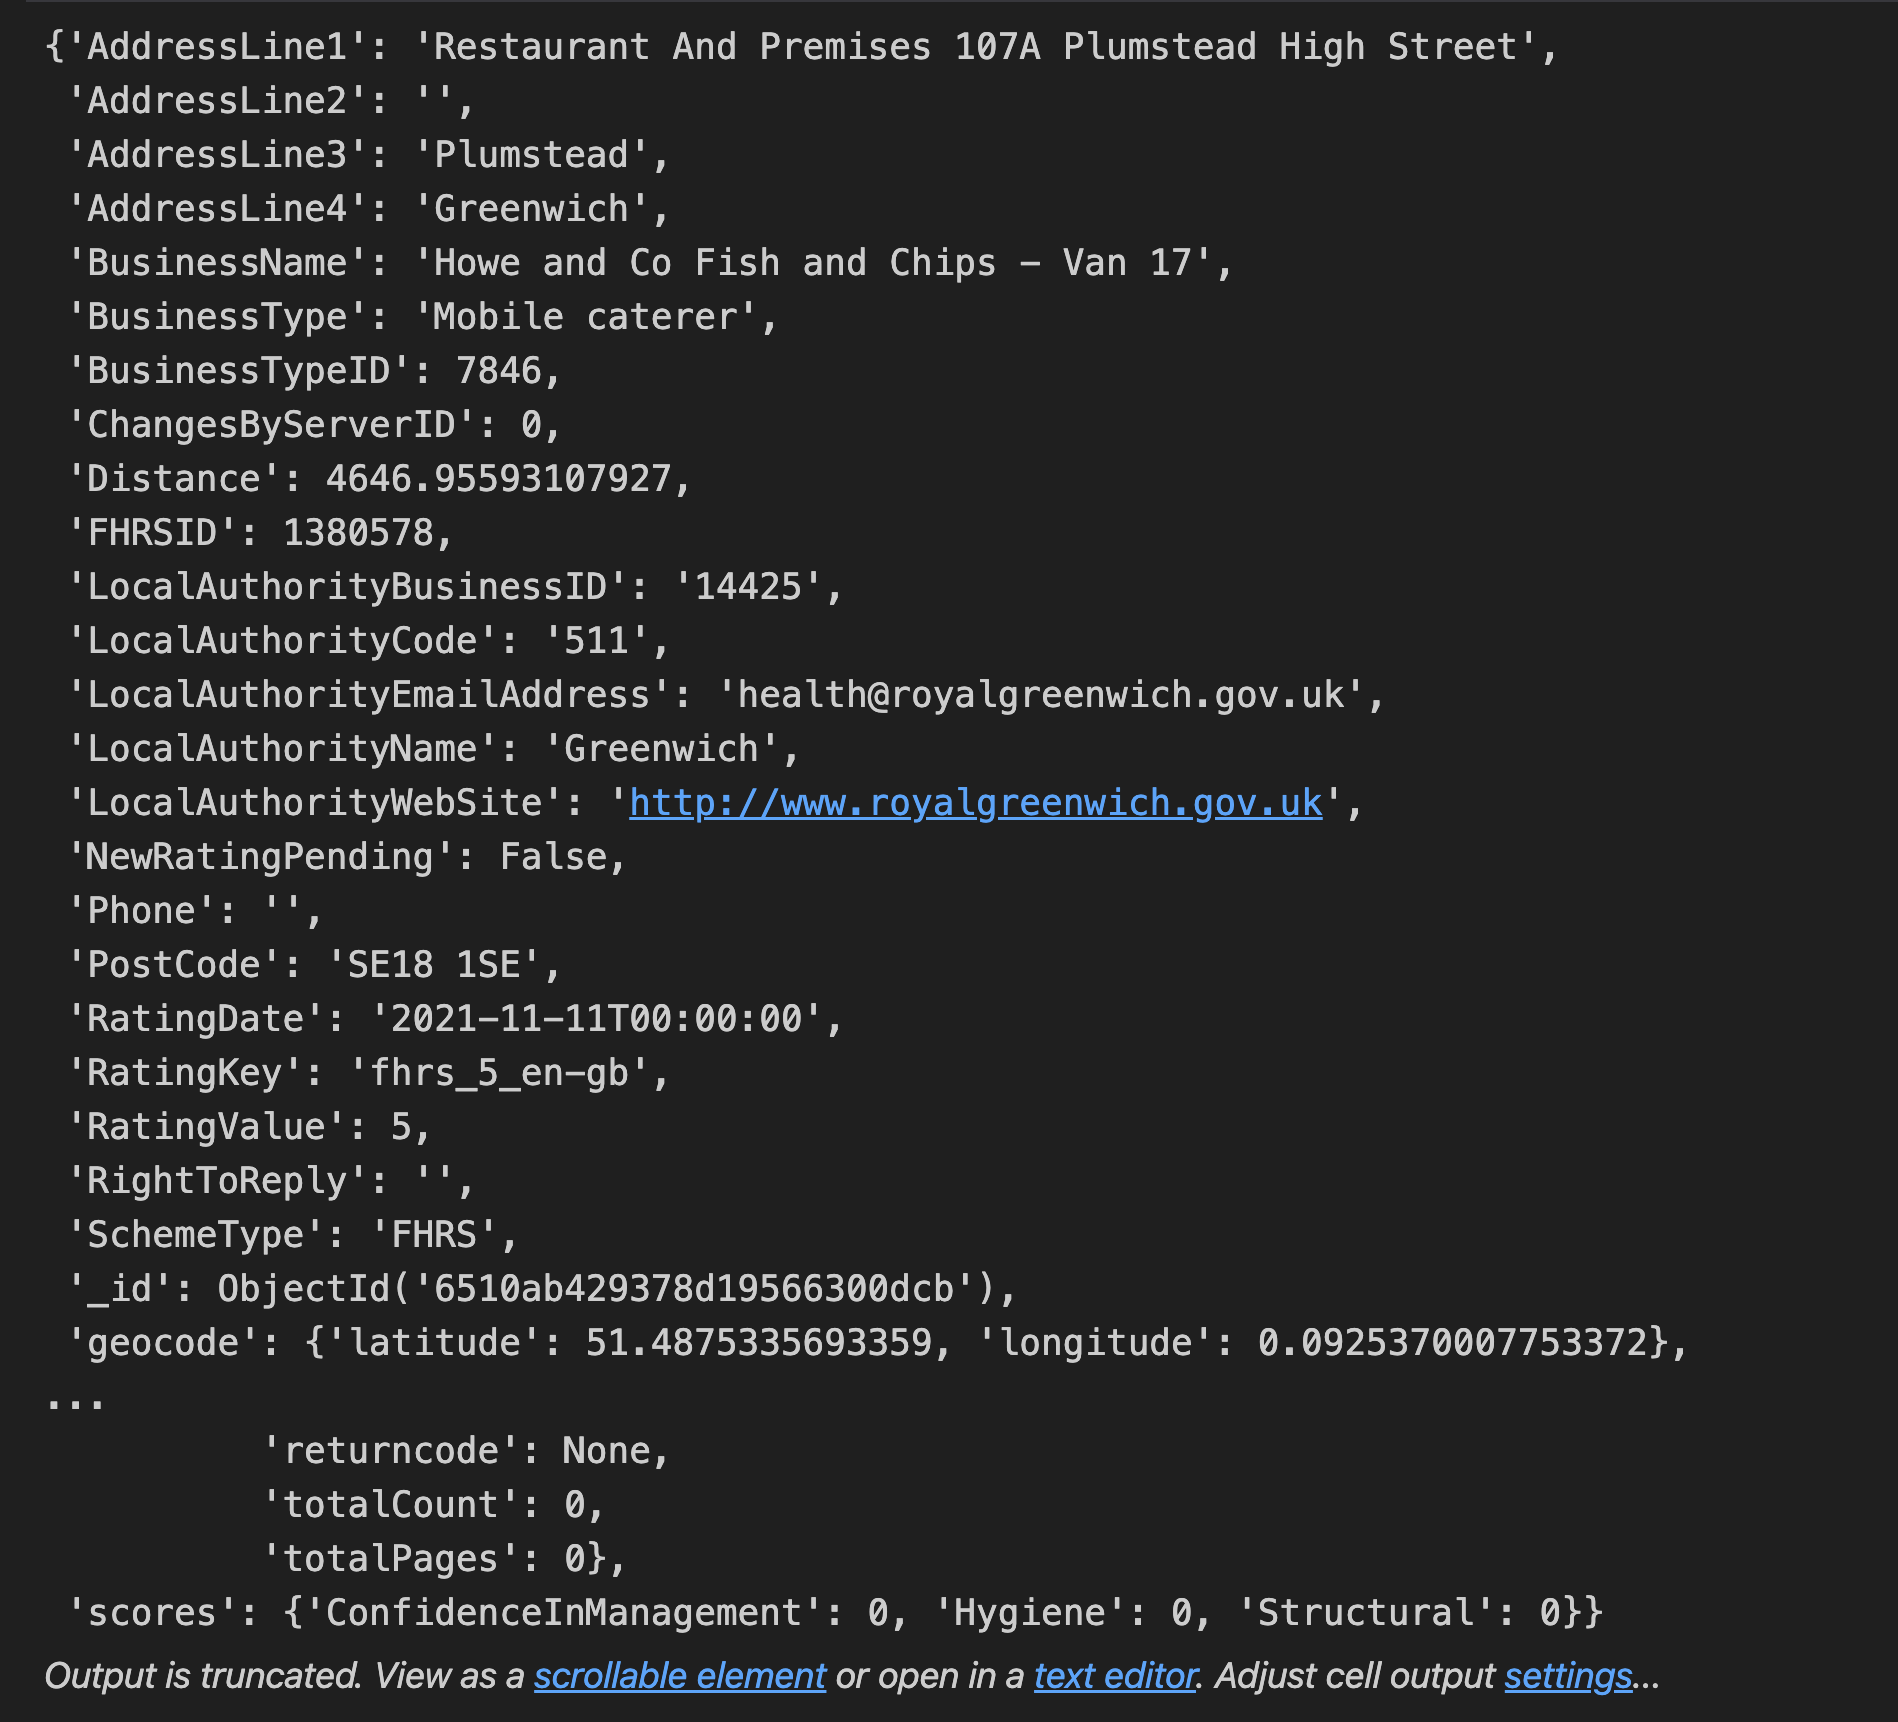 {'AddressLine1': 'Restaurant And Premises 107A Plumstead High Street',
 'AddressLine2': '',
 'AddressLine3': 'Plumstead',
 'AddressLine4': 'Greenwich',
 'BusinessName': 'Howe and Co Fish and Chips - Van 17',
 'BusinessType': 'Mobile caterer',
 'BusinessTypeID': 7846,
 'ChangesByServerID': 0,
 'Distance': 4646.95593107927,
 'FHRSID': 1380578,
 'LocalAuthorityBusinessID': '14425',
 'LocalAuthorityCode': '511',
 'LocalAuthorityEmailAddress': 'health@royalgreenwich.gov.uk',
 'LocalAuthorityName': 'Greenwich',
 'LocalAuthorityWebSite': 'http://www.royalgreenwich.gov.uk',
 'NewRatingPending': False,
 'Phone': '',
 'PostCode': 'SE18 1SE',
 'RatingDate': '2021-11-11T00:00:00',
 'RatingKey': 'fhrs_5_en-gb',
 'RatingValue': 5,
 'RightToReply': '',
 'SchemeType': 'FHRS',
 '_id': ObjectId('6510ab429378d19566300dcb'),
 'geocode': {'latitude': 51.4875335693359, 'longitude': 0.0925370007753372},
...
          'returncode': None,
          'totalCount': 0,
          'totalPages': 0},
 'scores': {'ConfidenceInManagement': 0, 'Hygiene': 0, 'Structural': 0}}
Output is truncated. View as a scrollable element or open in a text editor. Adjust cell output settings...